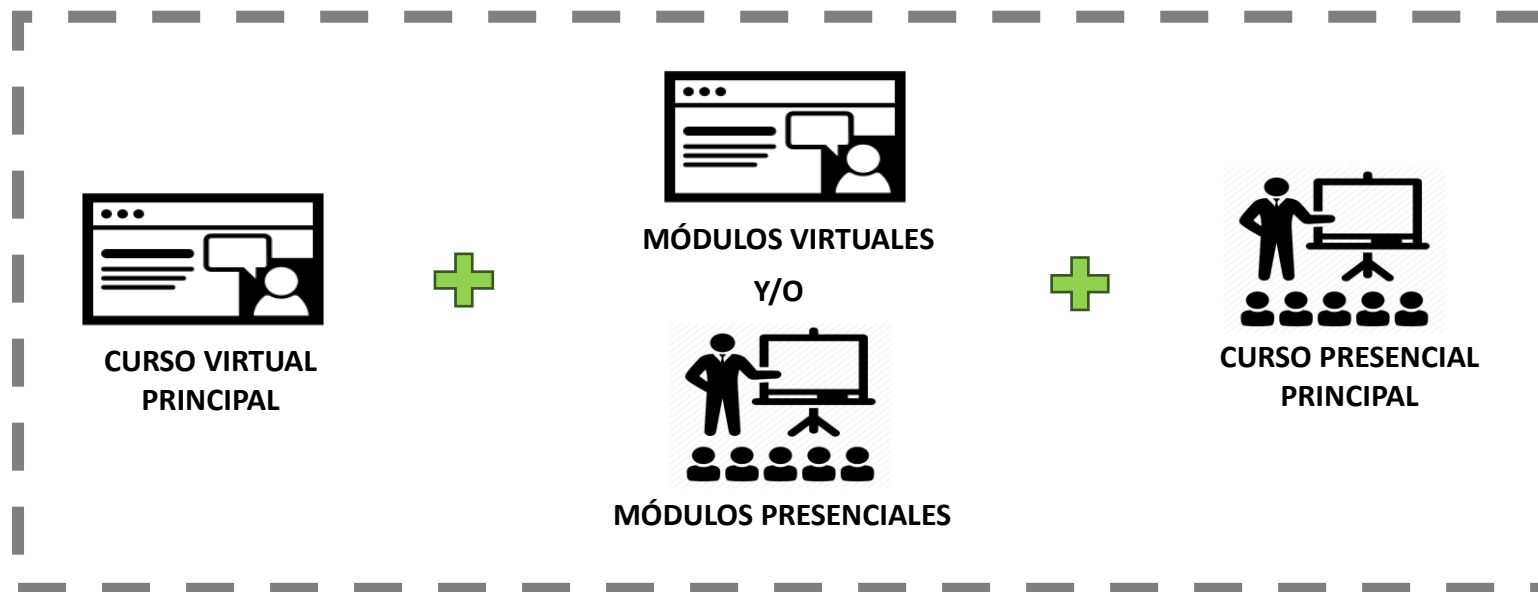 CURSO VIRTUAL
PRINCIPAL
MÓDULOS VIRTUALES
Y/O
MÓDULOS PRESENCIALES
CURSO PRESENCIAL
PRINCIPAL